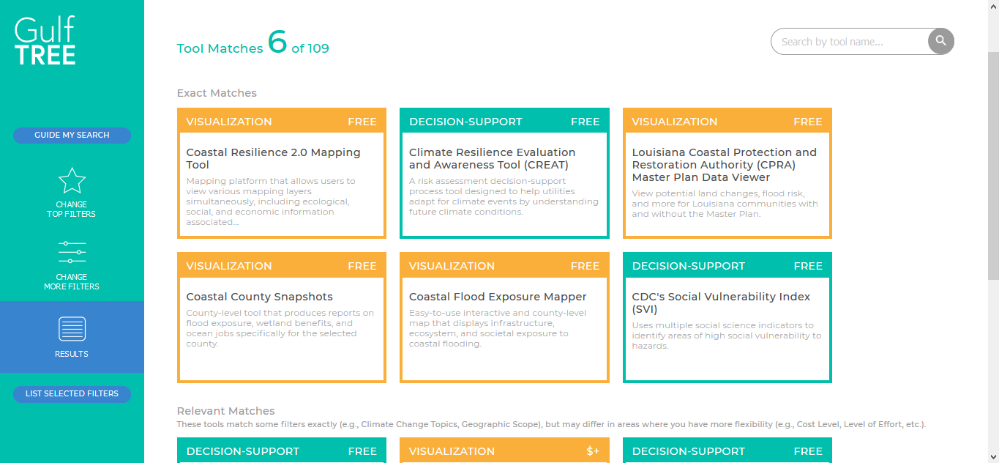 Gulf
TREE
GUIDE MY SEARCH
CHANGE
TOP FILTERS
CHANGE
MORE FILTERS
RESULTS
LIST SELECTED FILTERS
Tool Matches 6 of 109
Search by tool name...
Exact Matches
VISUALIZATION FREE
Coastal Resilience 2.0 Mapping
Tool
Mapping platform that allows users to
view various mapping layers
simultaneously, including ecological,
social, and economic information
associated...
DECISION-SUPPORT FREE
Climate Resilience Evaluation
and Awareness Tool (CREAT)
A risk assessment decision-support
process tool designed to help utilities
adapt for climate events by understanding
future climate conditions.
VISUALIZATION FREE
Louisiana Coastal Protection and
Restoration Authority (CPRA)
Master Plan Data Viewer
View potential land changes, flood risk,
and more for Louisiana communities with
and without the Master Plan.
VISUALIZATION FREE
Coastal County Snapshots
County-level tool that produces reports on
flood exposure, wetland benefits, and
ocean jobs specifically for the selected
county.
VISUALIZATION FREE
Coastal Flood Exposure Mapper
Easy-to-use interactive and county-level
map that displays infrastructure,
ecosystem, and societal exposure to
coastal flooding.
DECISION-SUPPORT FREE
CDC's Social Vulnerability Index
(SVI)
Uses multiple social science indicators to
identify areas of high social vulnerability to
hazards.
Relevant Matches
These tools match some filters exactly (e.g., Climate Change Topics, Geographic Scope), but may differ in areas where you have more flexibility (e.g., Cost Level, Level of Effort, etc.).
DECISION-SUPPORT FREE
VISUALIZATION $+
DECISION-SUPPORT FREE